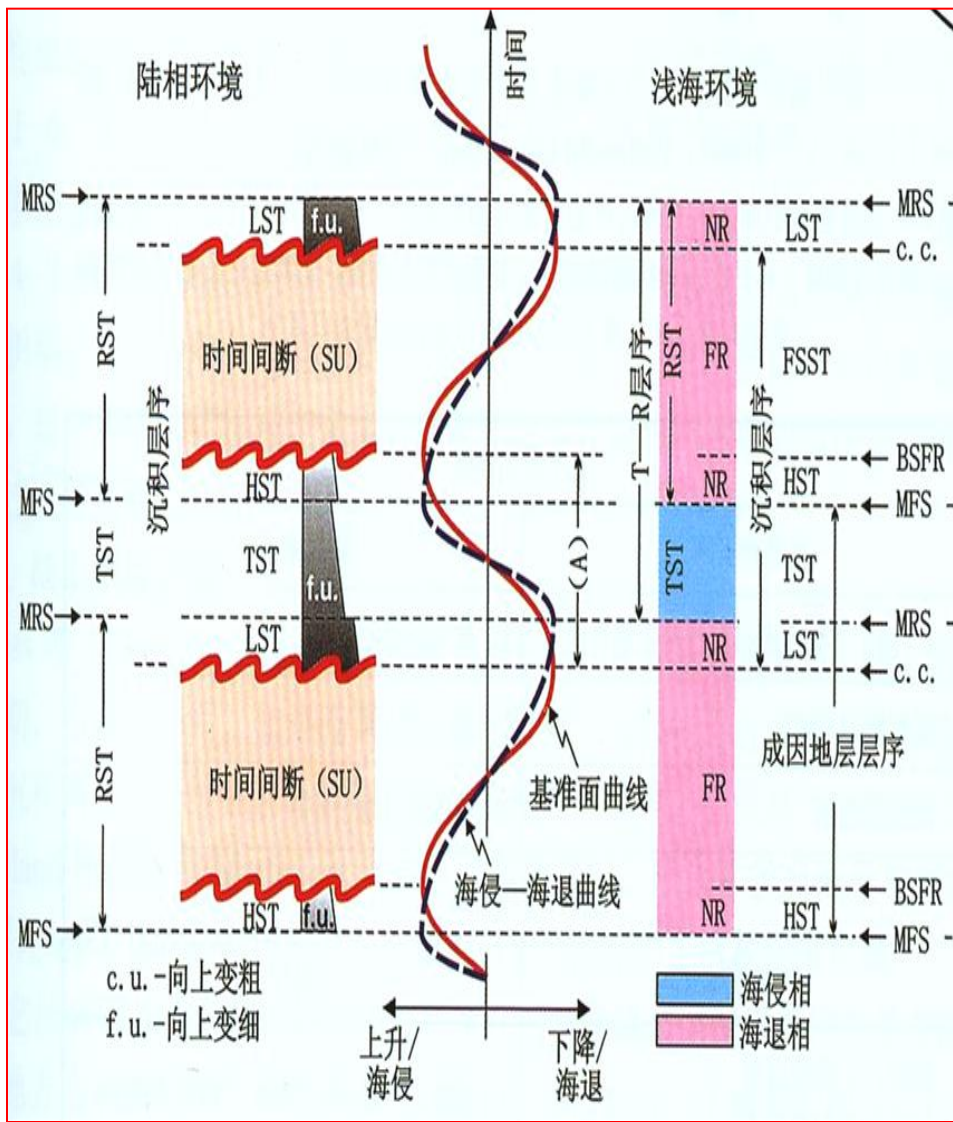 陆相环境
时间
浅海环境
MRS
LST
f.u.
NR
LST
MRS
c.c.
RST
沉积层序
时间间断（SU）
T—R层序
RST
FR
FSST
沉积层序
BSFR
HST
NR
HST
MFS
MFS
TST
TST
f.u.
(A)
TST
TST
MRS
LST
NR
LST
MRS
c.c.
RST
时间间断（SU）
基准面曲线
海侵—海退曲线
FR
成因地层层序
BSFR
HST
f.u.
NR
HST
MFS
MFS
c.u.-向上变粗
f.u.-向上变细
上升/
海侵
下降/
海退
海侵相
海退相